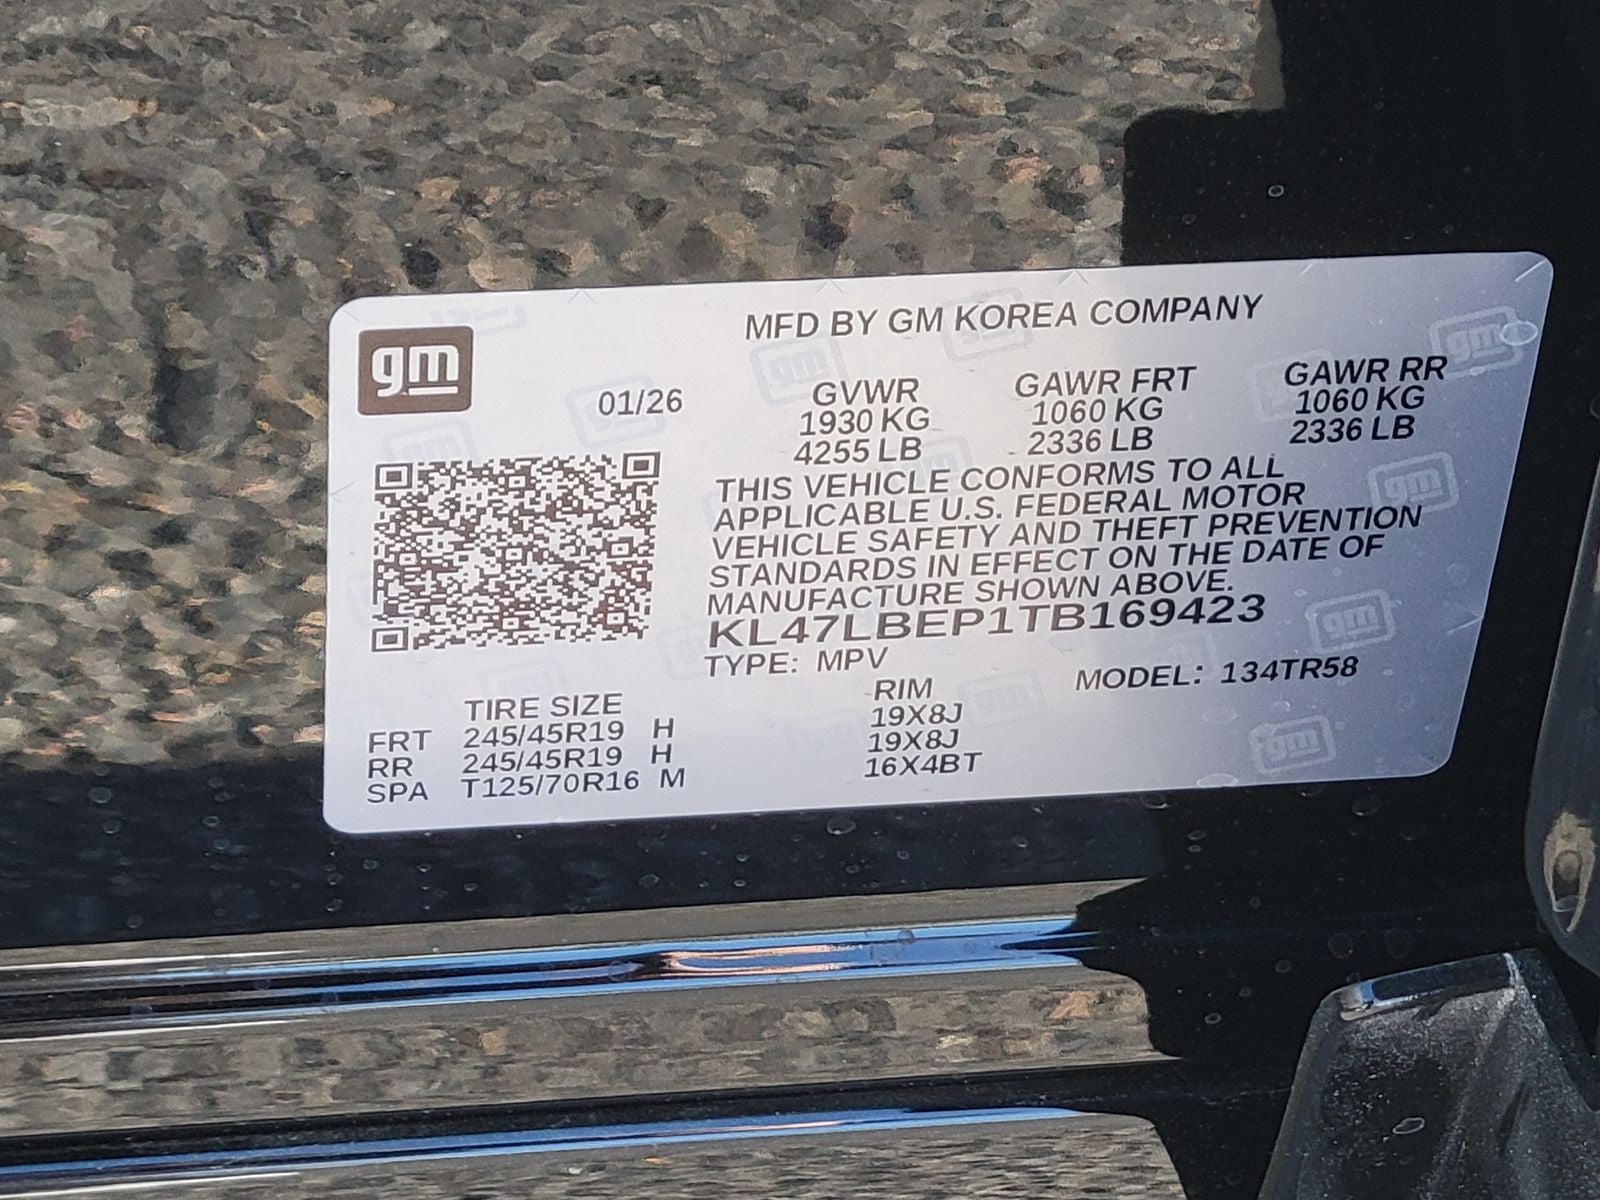 gm
MFD BY GM KOREA COMPANY
01/26
GVWR GAWR FRT GAWR RR
1930 KG 1060 KG 1060 KG
4255 LB 2336 LB 2336 LB
THIS VEHICLE CONFORMS TO ALL
APPLICABLE U.S. FEDERAL MOTOR
VEHICLE SAFETY AND THEFT PREVENTION
STANDARDS IN EFFECT ON THE DATE OF
MANUFACTURE SHOWN ABOVE.
KL47LBEP1TB169423
TYPE: MPV MODEL: 134TR58
TIRE SIZE RIM
FRT 245/45R19 H 19X8J
RR 245/45R19 H 19X8J
SPA T125/70R16 M 16X4BT